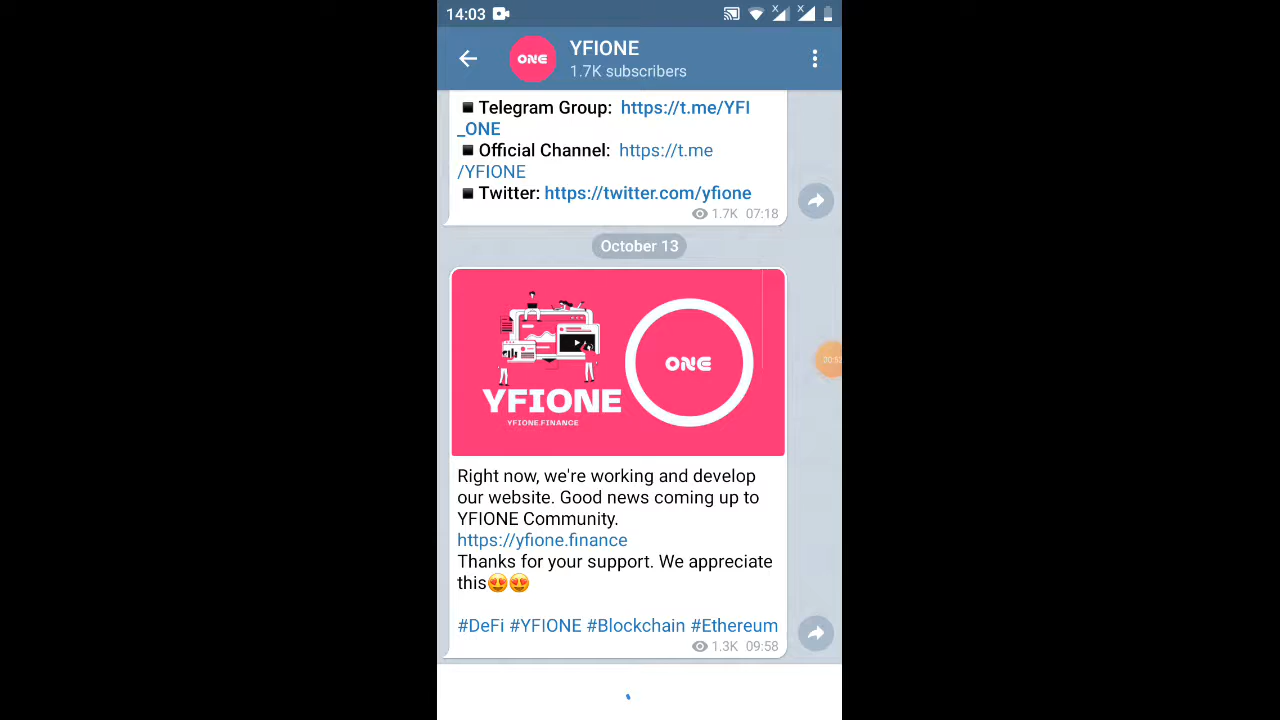 14:03
ONE
YFIONE
1.7K subscribers
Telegram Group: https://t.me/YFI
_ONE
Official Channel: https://t.me
/YFIONE
Twitter: https://twitter.com/yfione
1.7K 07:18
October 13
ONE
YFIONE
YFIONE.FINANCE
Right now, we're working and develop
our website. Good news coming up to
YFIONE Community.
https://yfione.finance
Thanks for your support. We appreciate
this😍😍
#DeFi #YFIONE #Blockchain #Ethereum
1.3K 09:58